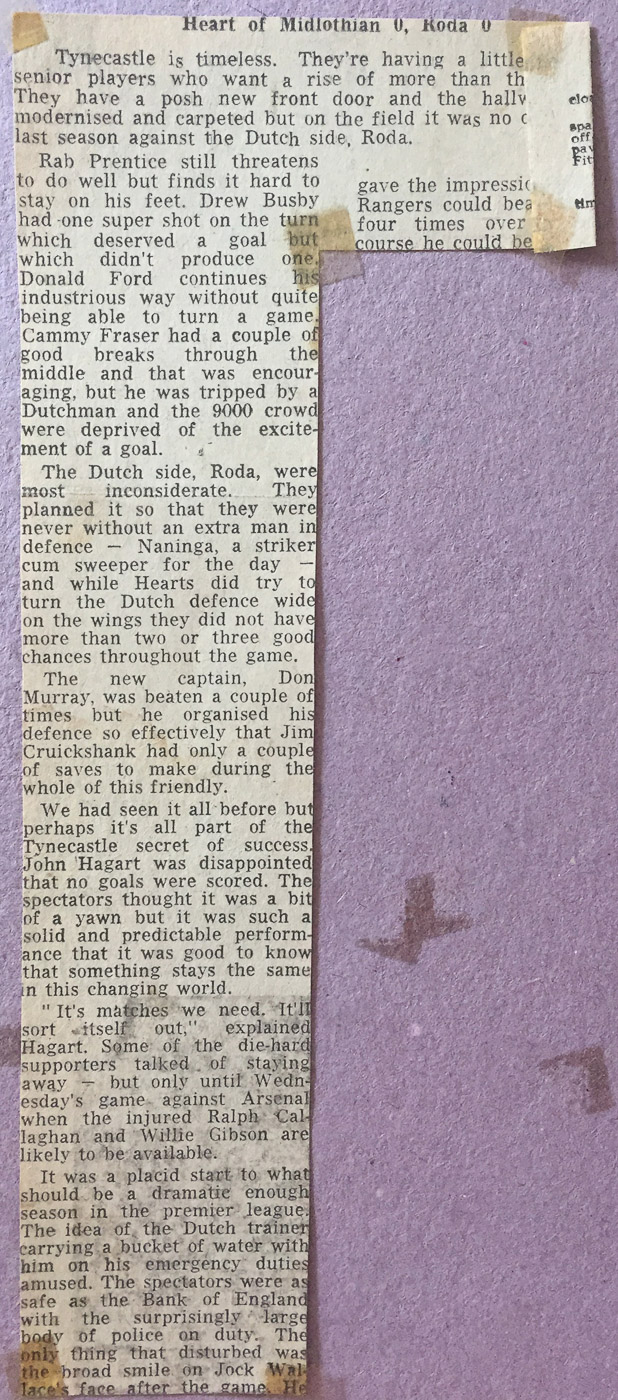 Heart of Midlothian 0, Roda 0
Tynecastle is timeless. They're having a little
senior players who want a rise of more than th
They have a posh new front door and the hallw
modernised and carpeted but on the field it was no c
last season against the Dutch side, Roda.
Rab Prentice still threatens
to do well but finds it hard to
stay on his feet. Drew Busby
had one super shot on the turn
which deserved a goal but
which didn't produce one.
Donald Ford continues his
industrious way without quite
being able to turn a game.
Cammy Fraser had a couple of
good breaks through the
middle and that was encour-
aging, but he was tripped by a
Dutchman and the 9000 crowd
were deprived of the excite-
ment of a goal.
The Dutch side, Roda, were
most inconsiderate. They
planned it so that they were
never without an extra man in
defence — Naninga, a striker
cum sweeper for the day —
and while Hearts did try to
turn the Dutch defence wide
on the wings they did not have
more than two or three good
chances throughout the game.
The new captain, Don
Murray, was beaten a couple of
times but he organised his
defence so effectively that Jim
Cruickshank had only a couple
of saves to make during the
whole of this friendly.
We had seen it all before but
perhaps it's all part of the
Tynecastle secret of success.
John Hagart was disappointed
that no goals were scored. The
spectators thought it was a bit
of a yawn but it was such a
solid and predictable perform-
ance that it was good to know
that something stays the same
in this changing world.
"It's matches we need. It'll
sort itself out," explained
Hagart. Some of the die-hard
supporters talked of staying
away — but only until Wedn-
esday's game against Arsenal
when the injured Ralph Cal-
laghan and Willie Gibson are
likely to be available.
It was a placid start to what
should be a dramatic enough
season in the premier league.
The idea of the Dutch trainer
carrying a bucket of water with
him on his emergency duties
amused. The spectators were as
safe as the Bank of England
with the surprisingly large
body of police on duty. The
only thing that disturbed was
the broad smile on Jock Wal-
lace's face after the game. He
gave the impressic
Rangers could bea
four times over
course he could be
clo
spa
off
pay
Fit